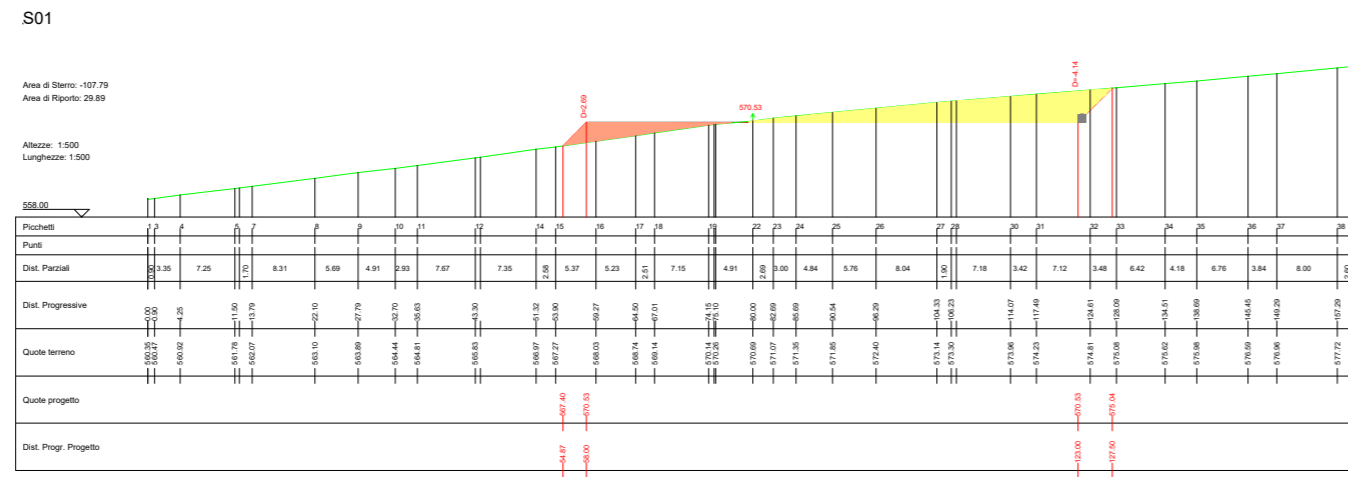 S01
Area di Sterro: -107.79
Area di Riporto: 29.89
Altezze: 1:500
Lunghezze: 1:500
558.00
D=2.69
570.53
D=-4.14
Picchetti 1 3 4 5 7 8 9 10 11 12 14 15 16 17 18 19 22 23 24 25 26 27 28 30 31 32 33 34 35 36 37 38
Punti
Dist. Parziali 0.90 3.35 7.25 1.70 8.31 5.69 4.91 2.93 7.67 7.35 2.58 5.37 5.23 2.51 7.15 4.91 2.69 3.00 4.84 5.76 8.04 1.90 7.18 3.42 7.12 3.48 6.42 4.18 6.76 3.84 8.00 2.60
Dist. Progressive 0.00 0.90 4.25 11.50 13.79 22.10 27.79 32.70 35.63 43.30 51.32 53.90 59.27 64.50 67.01 74.15 75.10 80.00 82.69 85.69 90.54 96.29 104.33 106.23 114.07 117.49 124.61 128.09 134.51 138.69 145.45 149.29 157.29
Quote terreno 560.35 560.47 560.92 561.78 562.07 563.10 563.89 564.44 564.81 565.83 566.97 567.27 568.03 568.74 569.14 570.14 570.26 570.69 571.07 571.35 571.85 572.40 573.14 573.30 573.96 574.23 574.81 575.08 575.62 575.98 576.59 576.96 577.72
Quote progetto 567.40 570.53 570.53 575.04
Dist. Progr. Progetto 54.87 58.00 123.00 127.50